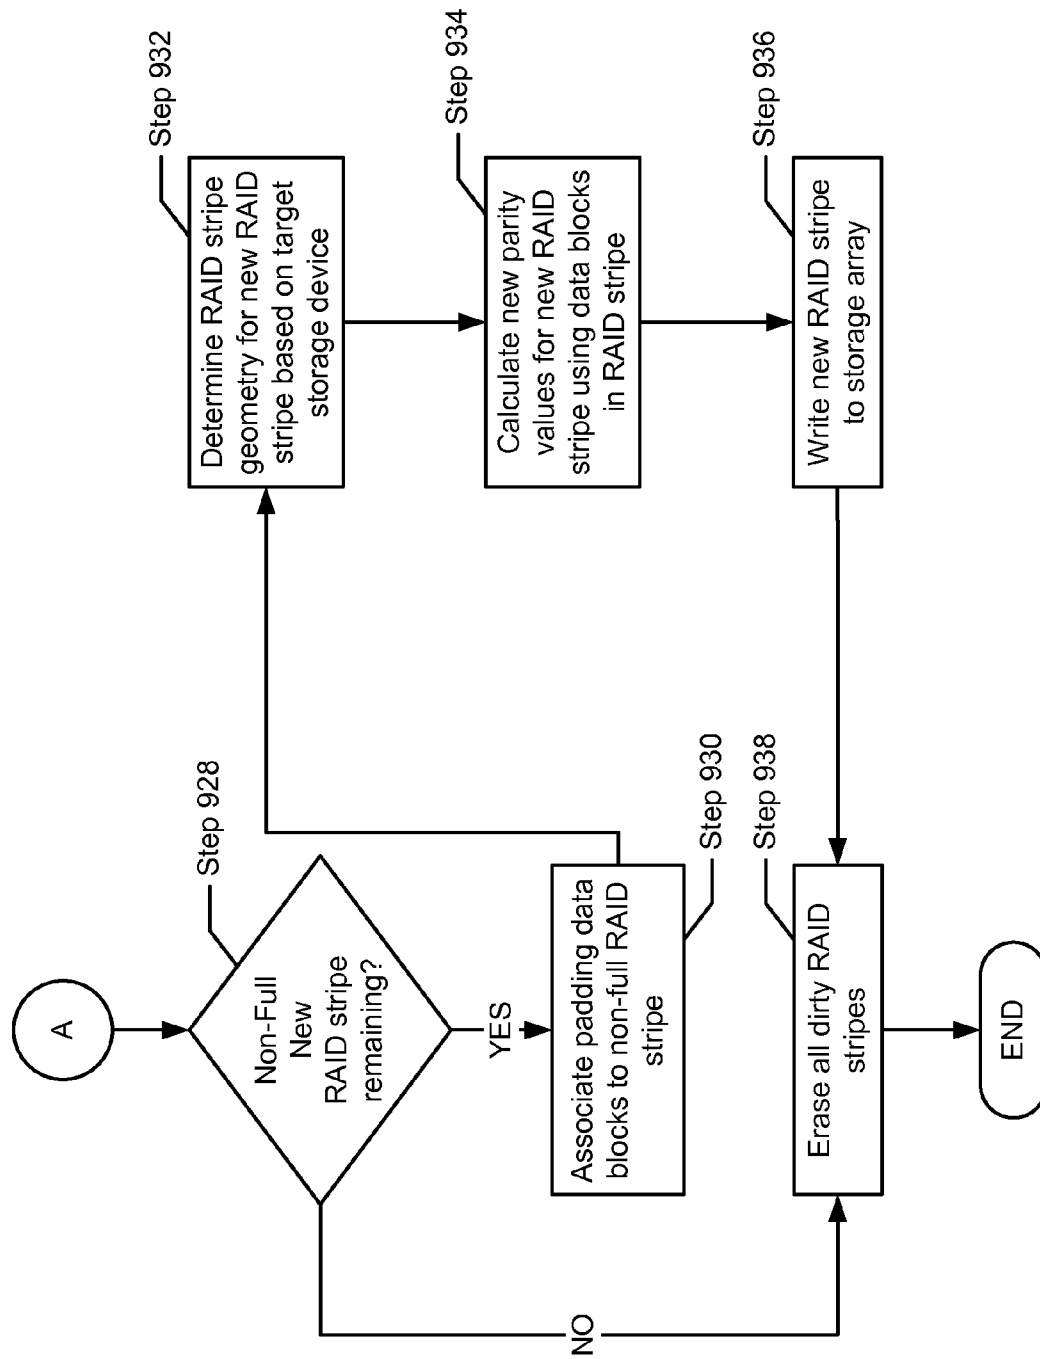 A
Step 928
Non-Full
New
RAID stripe
remaining?
YES
NO
Associate padding data
blocks to non-full RAID
stripe
Step 930
Step 932
Determine RAID stripe
geometry for new RAID
stripe based on target
storage device
Step 934
Calculate new parity
values for new RAID
stripe using data blocks
in RAID stripe
Step 936
Write new RAID stripe
to storage array
Step 938
Erase all dirty RAID
stripes
END